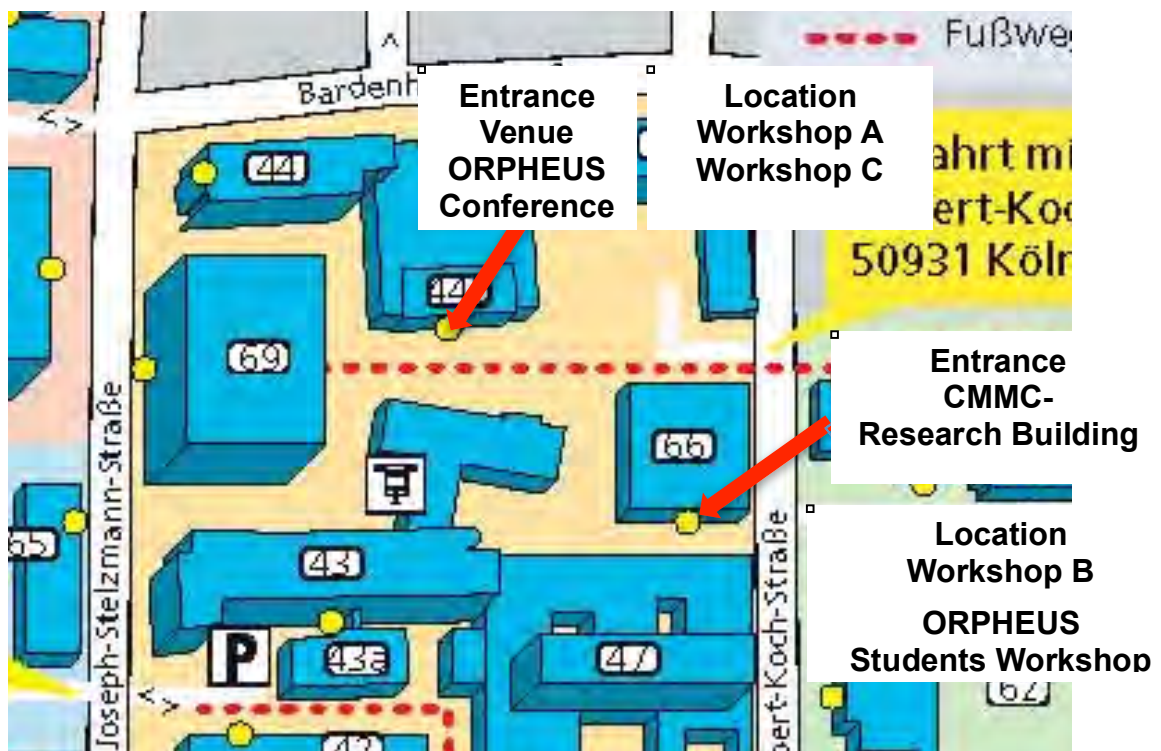 Fußweg
Bardenh
Entrance
Venue
ORPHEUS
Conference
Location
Workshop A
Workshop C
ahrt mi
ert-Koc
50931 Köln
44
69
Entrance
CMMC-
Research Building
66
Joseph-Stelzmann-Straße
65
43
Location
Workshop B
ORPHEUS
Students Workshop
P
43a
47
bert-Koch-Straße
62
42